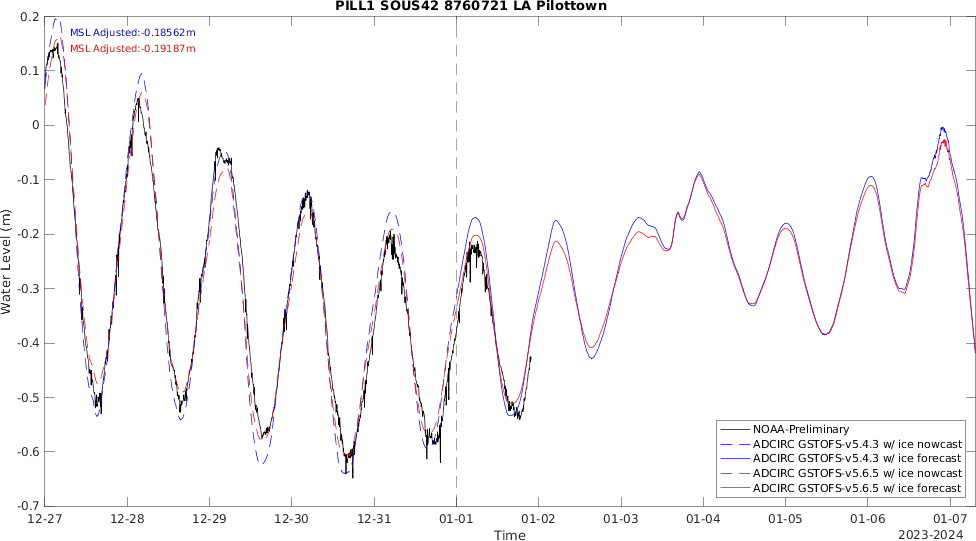 PILL1 SOUS42 8760721 LA Pilottown
MSL Adjusted:-0.18562m
MSL Adjusted:-0.19187m
0.2
0.1
0
-0.1
-0.2
-0.3
-0.4
-0.5
-0.6
-0.7
Water Level (m)
NOAA-Preliminary
ADCIRC GSTOFS-v5.4.3 w/ ice nowcast
ADCIRC GSTOFS-v5.4.3 w/ ice forecast
ADCIRC GSTOFS-v5.6.5 w/ ice nowcast
ADCIRC GSTOFS-v5.6.5 w/ ice forecast
12-27 12-28 12-29 12-30 12-31 01-01 01-02 01-03 01-04 01-05 01-06 01-07
Time
2023-2024